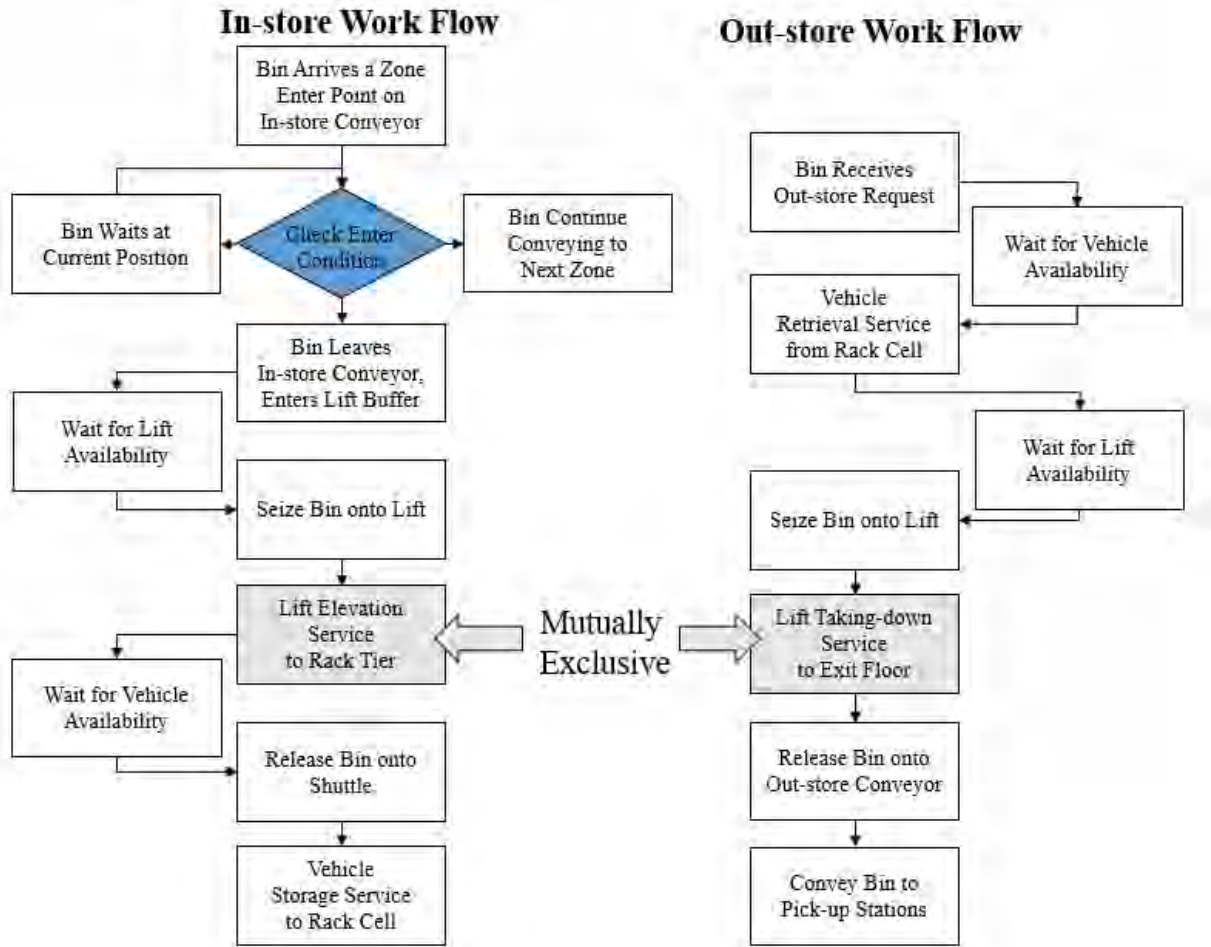 In-store Work Flow
Bin Arrives a Zone
Enter Point on
In-store Conveyor
Bin Waits at
Current Position
Check Enter
Condition
Bin Continue
Conveying to
Next Zone
Bin Leaves
In-store Conveyor,
Enters Lift Buffer
Wait for Lift
Availability
Seize Bin onto Lift
Lift Elevation
Service
to Rack Tier
Wait for Vehicle
Availability
Release Bin onto
Shuttle
Vehicle
Storage Service
to Rack Cell
Mutually
Exclusive
Out-store Work Flow
Bin Receives
Out-store Request
Wait for Vehicle
Availability
Vehicle
Retrieval Service
from Rack Cell
Wait for Lift
Availability
Seize Bin onto Lift
Lift Taking-down
Service
to Exit Floor
Release Bin onto
Out-store Conveyor
Convey Bin to
Pick-up Stations